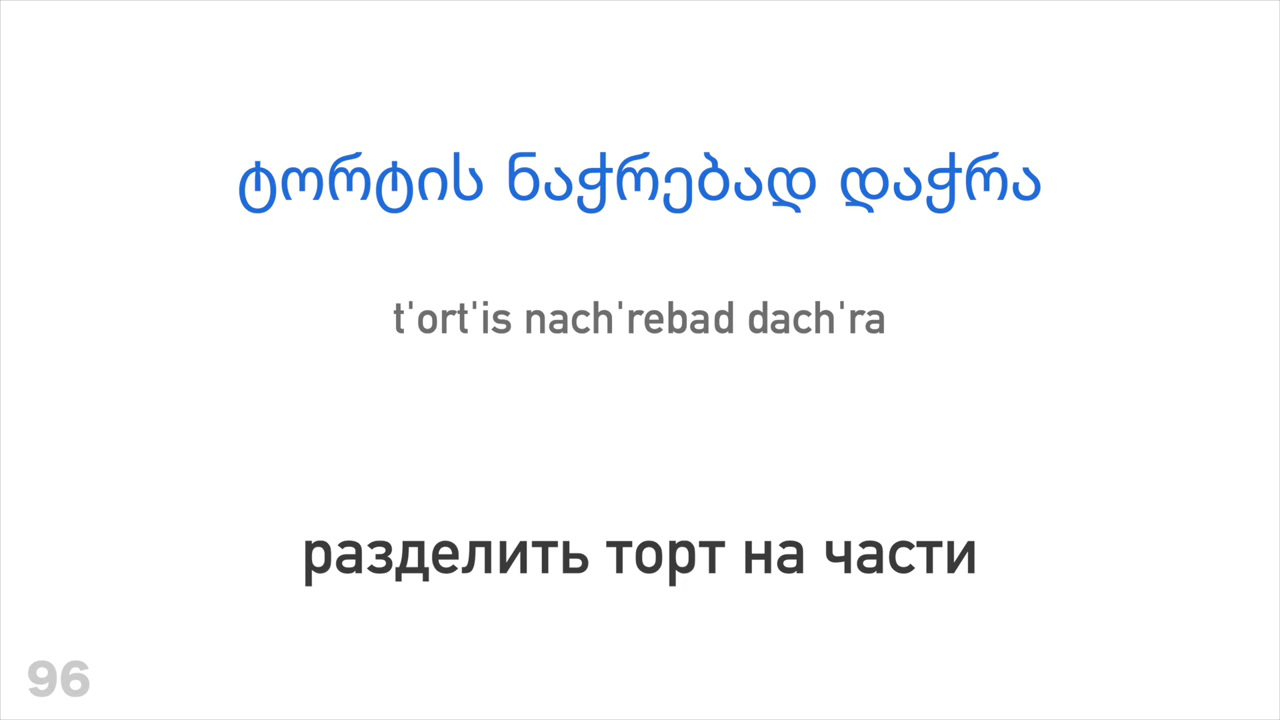 ტორტის ნაჭრებად დაჭრა
t'ort'is nach'rebad dach'ra
разделить торт на части
96